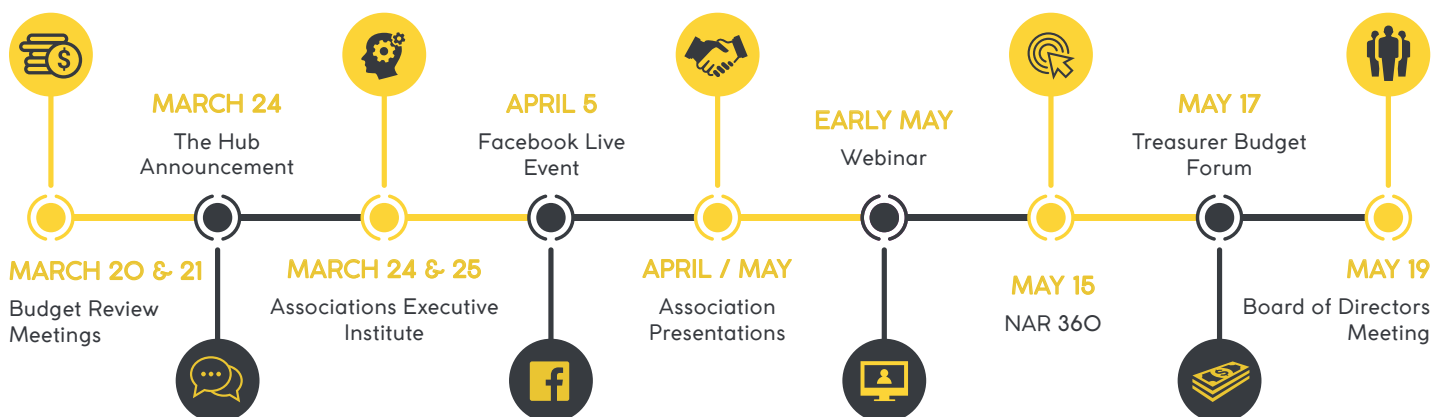 MARCH 20 & 21
Budget Review
Meetings
MARCH 24
The Hub
Announcement
MARCH 24 & 25
Associations Executive
Institute
APRIL 5
Facebook Live
Event
APRIL / MAY
Association
Presentations
EARLY MAY
Webinar
MAY 15
NAR 360
MAY 17
Treasurer Budget
Forum
MAY 19
Board of Directors
Meeting